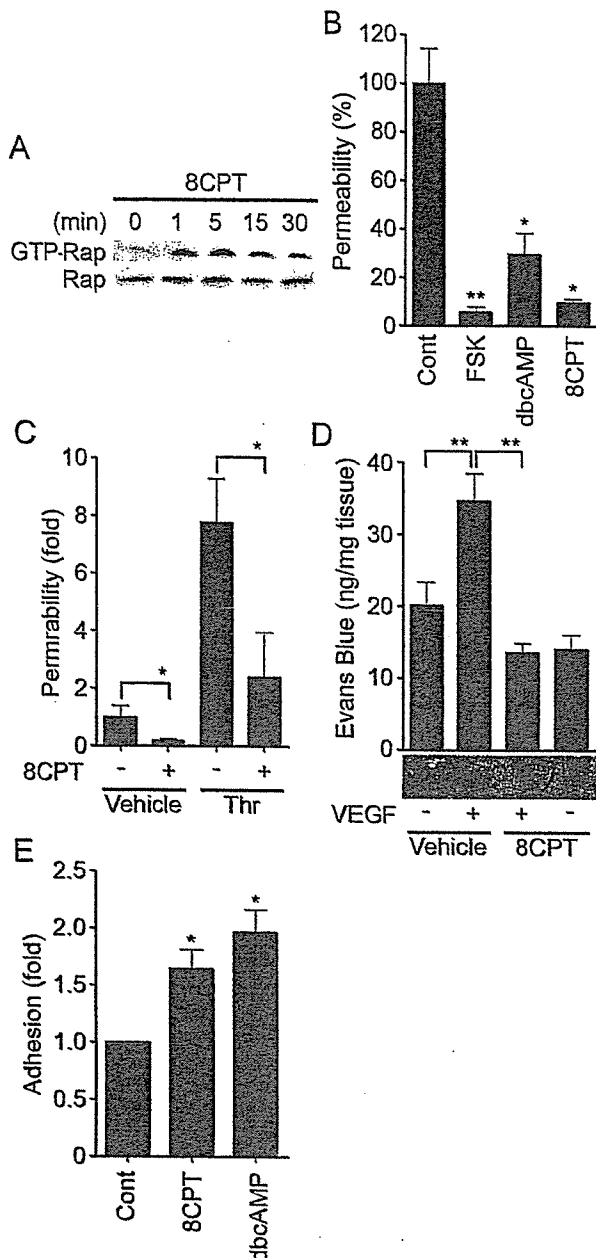 A
8CPT
(min) 0 1 5 15 30
GTP-Rap
Rap
B
Permeability (%)
120
100
80
60
40
20
0
** * *
Cont FSK dbcAMP 8CPT
C
Permrability (fold)
10
8
6
4
2
0
* *
8CPT - + - +
Vehicle Thr
D
Evans Blue (ng/mg tissue)
40
30
20
10
0
** **
VEGF - + + -
Vehicle 8CPT
E
Adhesion (fold)
2.5
2.0
1.5
1.0
0.5
0
* *
Cont 8CPT dbcAMP